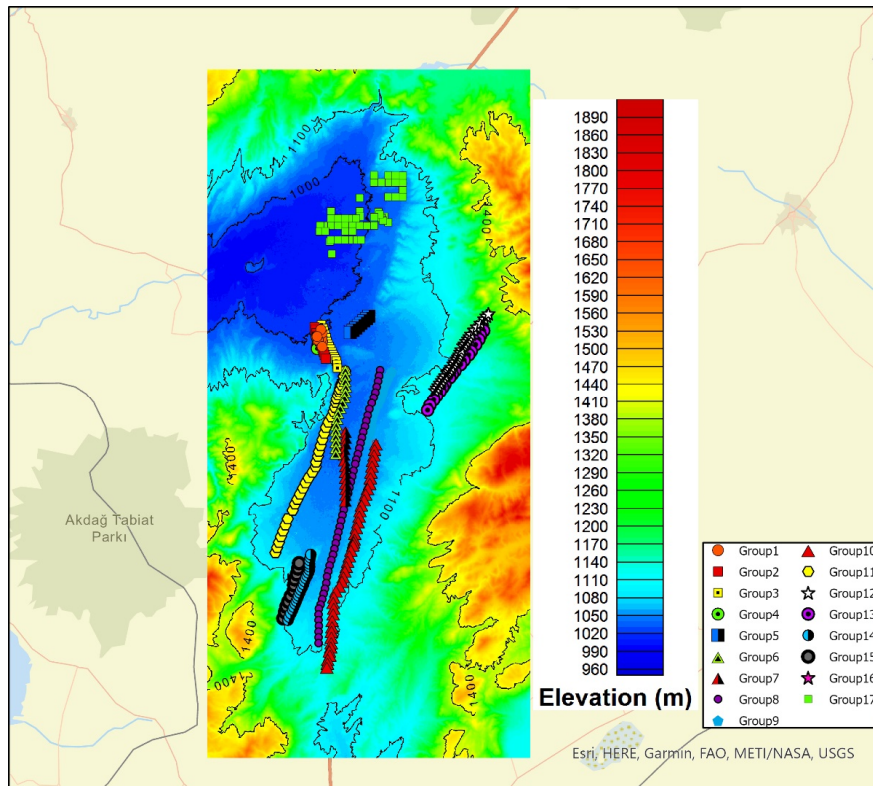 1100
1000
1400
1400
1100
1400
1400
1400
Akdağ Tabiat
Parkı
1890
1860
1830
1800
1770
1740
1710
1680
1650
1620
1590
1560
1530
1500
1470
1440
1410
1380
1350
1320
1290
1260
1230
1200
1170
1140
1110
1080
1050
1020
990
960
Elevation (m)
Group1
Group2
Group3
Group4
Group5
Group6
Group7
Group8
Group9
Group10
Group11
Group12
Group13
Group14
Group15
Group16
Group17
Esri, HERE, Garmin, FAO, METI/NASA, USGS